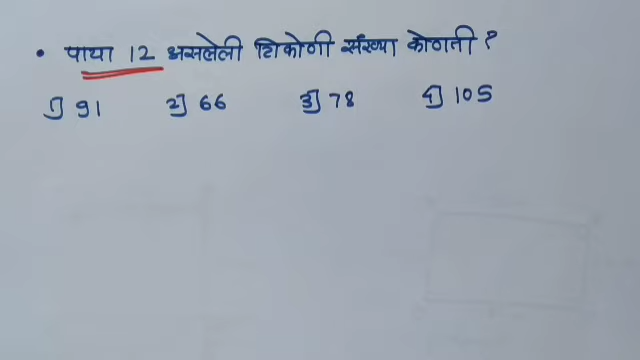 • पाया 12 असलेली त्रिकोणी संख्या कोणती ?
1] 91 2] 66 3] 78 4] 105